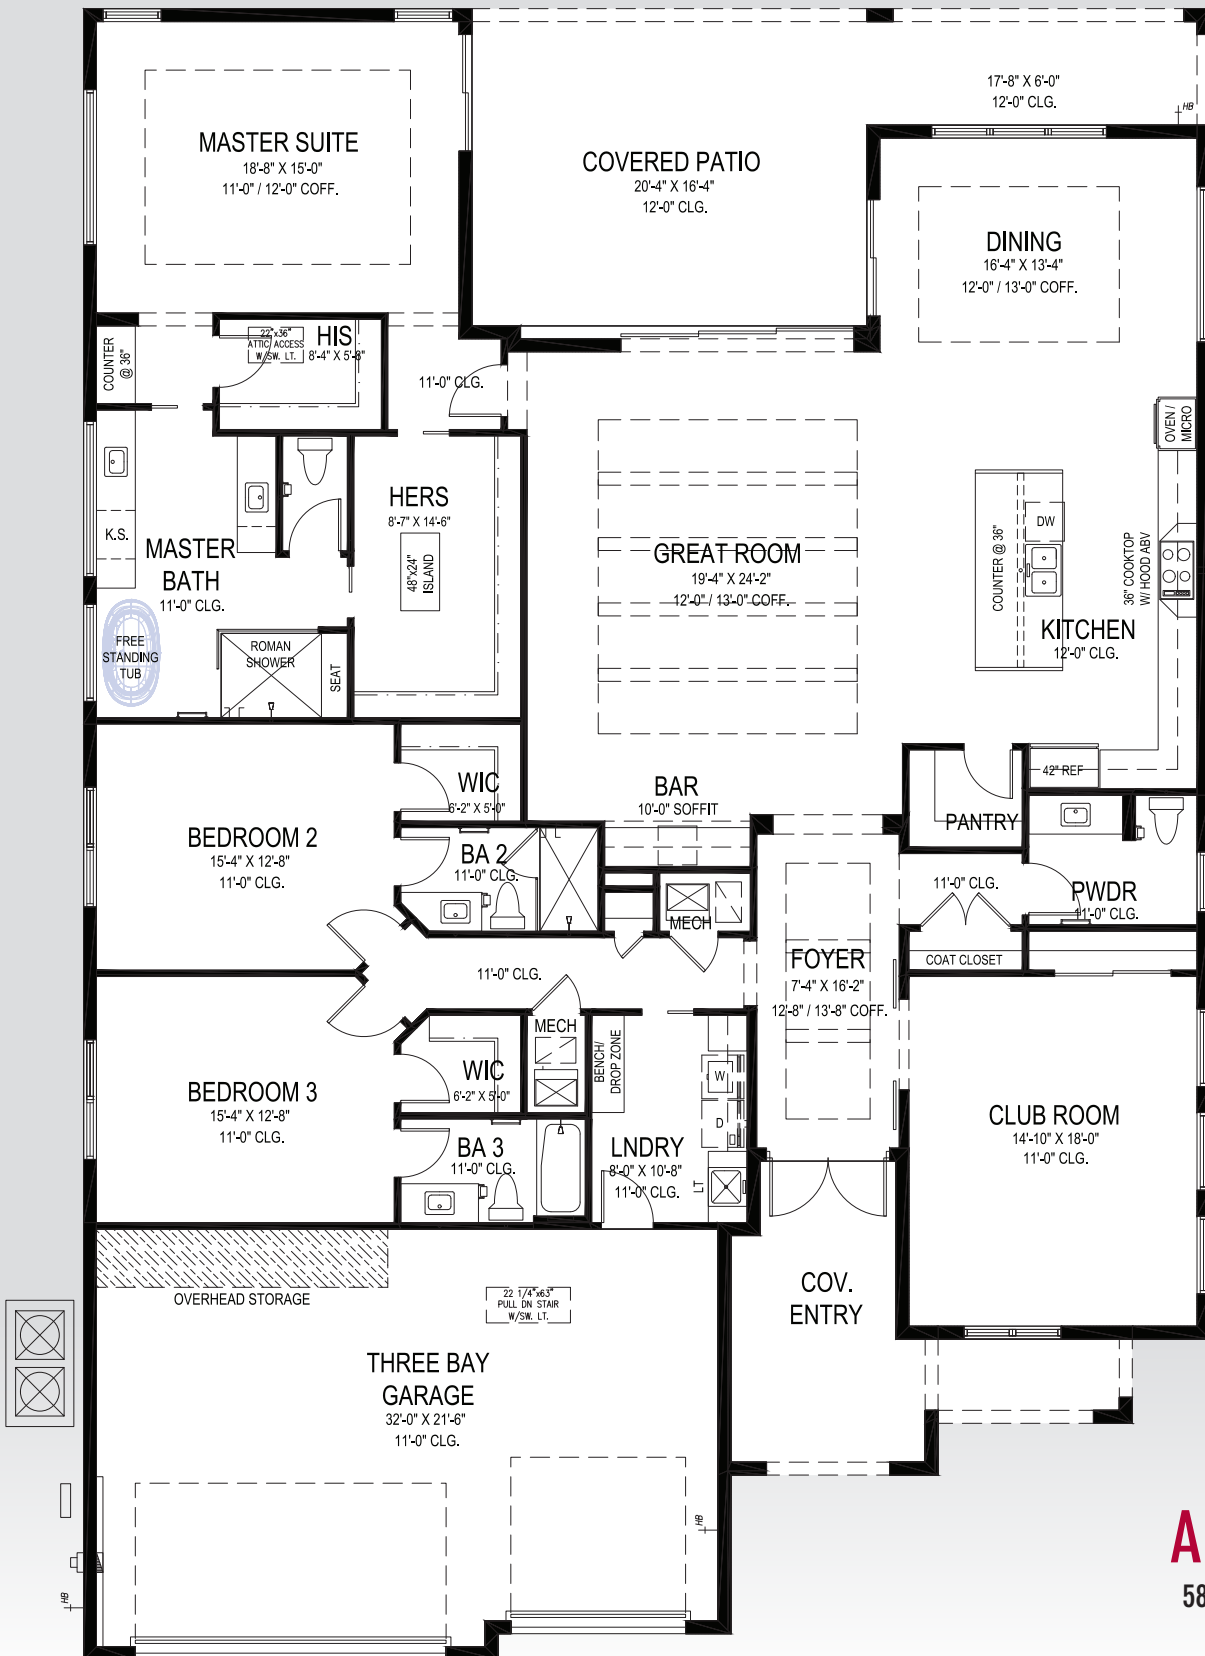 17'-8" X 6'-0"
12'-0" CLG.
HB
MASTER SUITE
18'-8" X 15'-0"
11'-0" / 12'-0" COFF.
COVERED PATIO
20'-4" X 16'-4"
12'-0" CLG.
DINING
16'-4" X 13'-4"
12'-0" / 13'-0" COFF.
COUNTER
@ 36"
22"x36"
ATTIC ACCESS
W/SW. LT.
HIS
8'-4" X 5'-8"
11'-0" CLG.
OVEN /
MICRO
HERS
8'-7" X 14'-6"
48"x24"
ISLAND
K.S.
MASTER
BATH
11'-0" CLG.
FREE
STANDING
TUB
ROMAN
SHOWER
SEAT
GREAT ROOM
19'-4" X 24'-2"
12'-0" / 13'-0" COFF.
COUNTER @ 36"
DW
36" COOKTOP
W/ HOOD ABV
KITCHEN
12'-0" CLG.
42" REF
WIC
6'-2" X 5'-0"
BAR
10'-0" SOFFIT
PANTRY
BEDROOM 2
15'-4" X 12'-8"
11'-0" CLG.
BA 2
11'-0" CLG.
MECH
11'-0" CLG.
PWDR
11'-0" CLG.
COAT CLOSET
11'-0" CLG.
FOYER
7'-4" X 16'-2"
12'-8" / 13'-8" COFF.
MECH
BENCH/
DROP ZONE
W
D
WIC
6'-2" X 5'-0"
BEDROOM 3
15'-4" X 12'-8"
11'-0" CLG.
BA 3
11'-0" CLG.
LNDRY
8'-0" X 10'-8"
11'-0" CLG.
LT
CLUB ROOM
14'-10" X 18'-0"
11'-0" CLG.
OVERHEAD STORAGE
22 1/4"x63"
PULL DN STAIR
W/SW. LT.
COV.
ENTRY
THREE BAY
GARAGE
32'-0" X 21'-6"
11'-0" CLG.
HB
HB
A
58